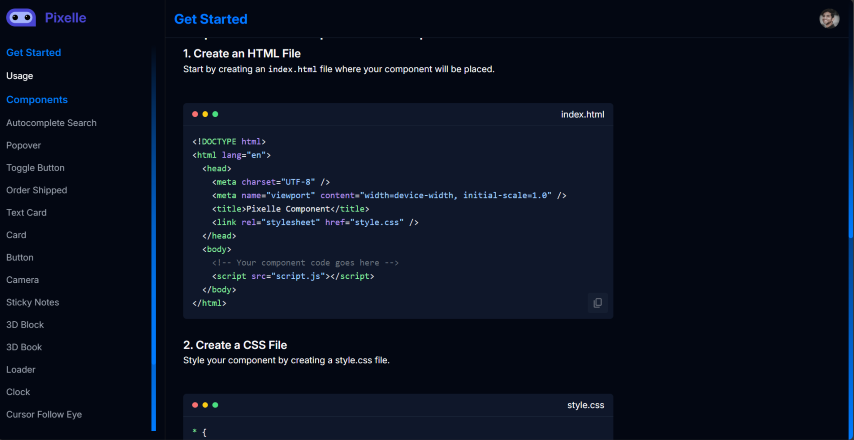 Pixelle
Get Started
Get Started
Usage
Components
Autocomplete Search
Popover
Toggle Button
Order Shipped
Text Card
Card
Button
Camera
Sticky Notes
3D Block
3D Book
Loader
Clock
Cursor Follow Eye
1. Create an HTML File
Start by creating an index.html file where your component will be placed.
index.html
<!DOCTYPE html>
<html lang="en">
  <head>
    <meta charset="UTF-8" />
    <meta name="viewport" content="width=device-width, initial-scale=1.0" />
    <title>Pixelle Component</title>
    <link rel="stylesheet" href="style.css" />
  </head>
  <body>
    <!-- Your component code goes here -->
    <script src="script.js"></script>
  </body>
</html>
2. Create a CSS File
Style your component by creating a style.css file.
style.css
* {